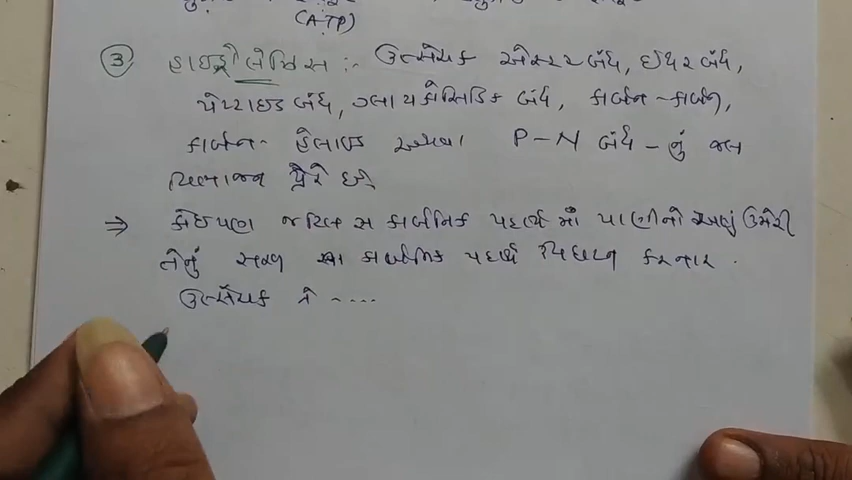 (ATP)
③ હાઇડ્રોલેઝિસ :- ઉત્સેચક એસ્ટર બંધ, ઈથર બંધ,
પેપ્ટાઇડ બંધ, ગ્લાયકોસિડિક બંધ, કાર્બન-કાર્બન,
કાર્બન- હેલાઇડ અથવા P-N બંધ-નું જલ
વિભાજન પ્રેરે છે.
⇒ કોઇપણ જટિલ કાર્બનિક પદાર્થ માં પાણીનો અણું ઉમેરી
તેનું સરળ કાર્બનિક પદાર્થ વિઘટન કરનાર.
ઉત્સેચક ને ----